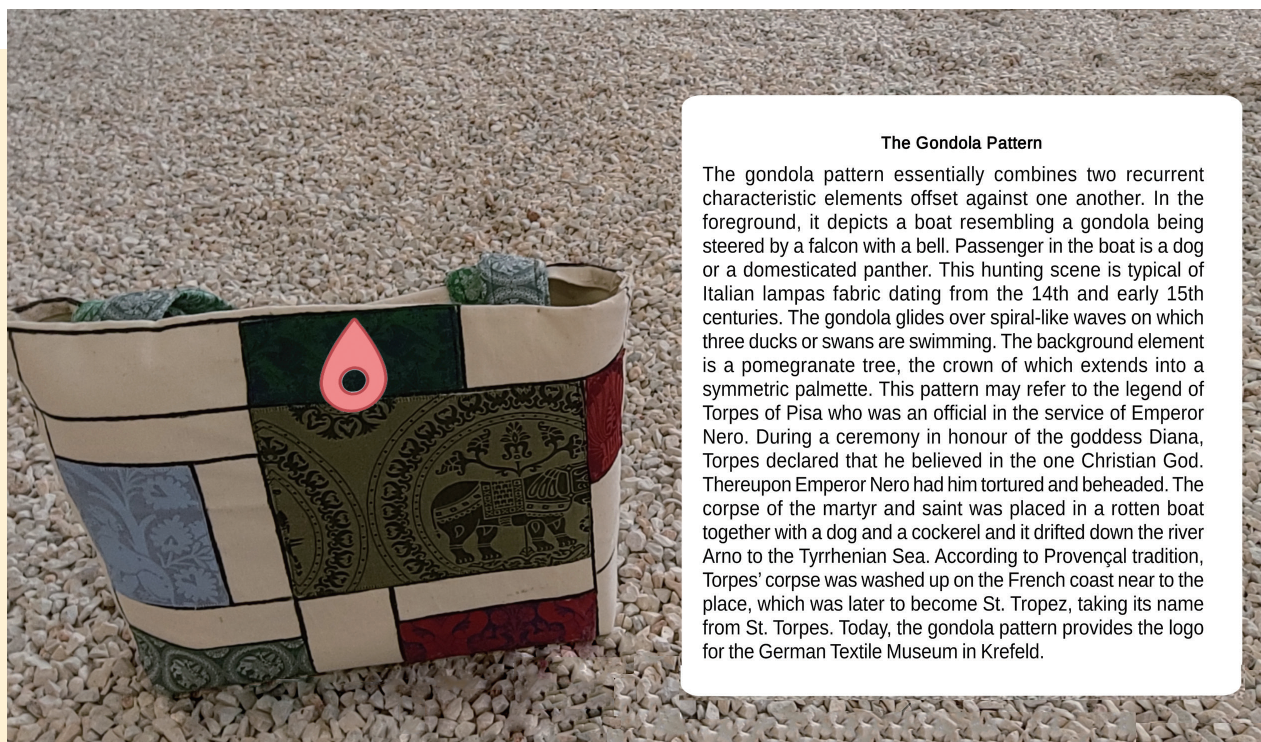 The Gondola Pattern
The gondola pattern essentially combines two recurrent
characteristic elements offset against one another. In the
foreground, it depicts a boat resembling a gondola being
steered by a falcon with a bell. Passenger in the boat is a dog
or a domesticated panther. This hunting scene is typical of
Italian lampas fabric dating from the 14th and early 15th
centuries. The gondola glides over spiral-like waves on which
three ducks or swans are swimming. The background element
is a pomegranate tree, the crown of which extends into a
symmetric palmette. This pattern may refer to the legend of
Torpes of Pisa who was an official in the service of Emperor
Nero. During a ceremony in honour of the goddess Diana,
Torpes declared that he believed in the one Christian God.
Thereupon Emperor Nero had him tortured and beheaded. The
corpse of the martyr and saint was placed in a rotten boat
together with a dog and a cockerel and it drifted down the river
Arno to the Tyrrhenian Sea. According to Provençal tradition,
Torpes’ corpse was washed up on the French coast near to the
place, which was later to become St. Tropez, taking its name
from St. Torpes. Today, the gondola pattern provides the logo
for the German Textile Museum in Krefeld.